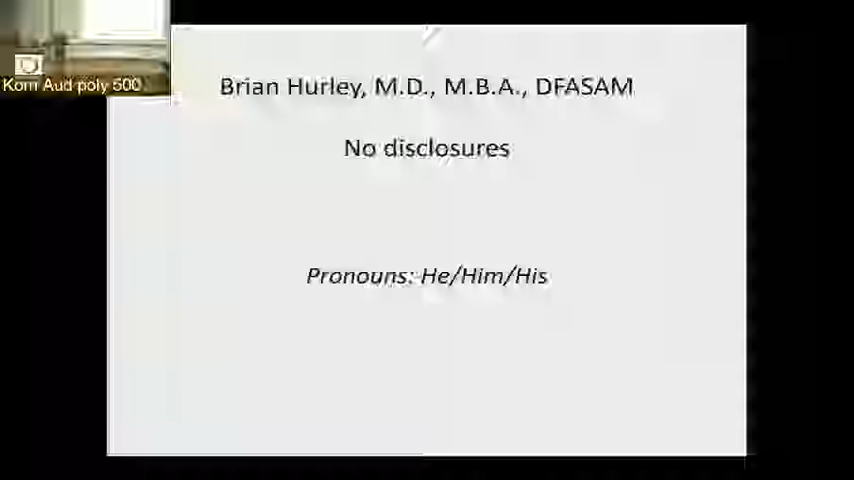 Brian Hurley, M.D., M.B.A., DFASAM
No disclosures
Pronouns: He/Him/His
Korn Aud poly 500